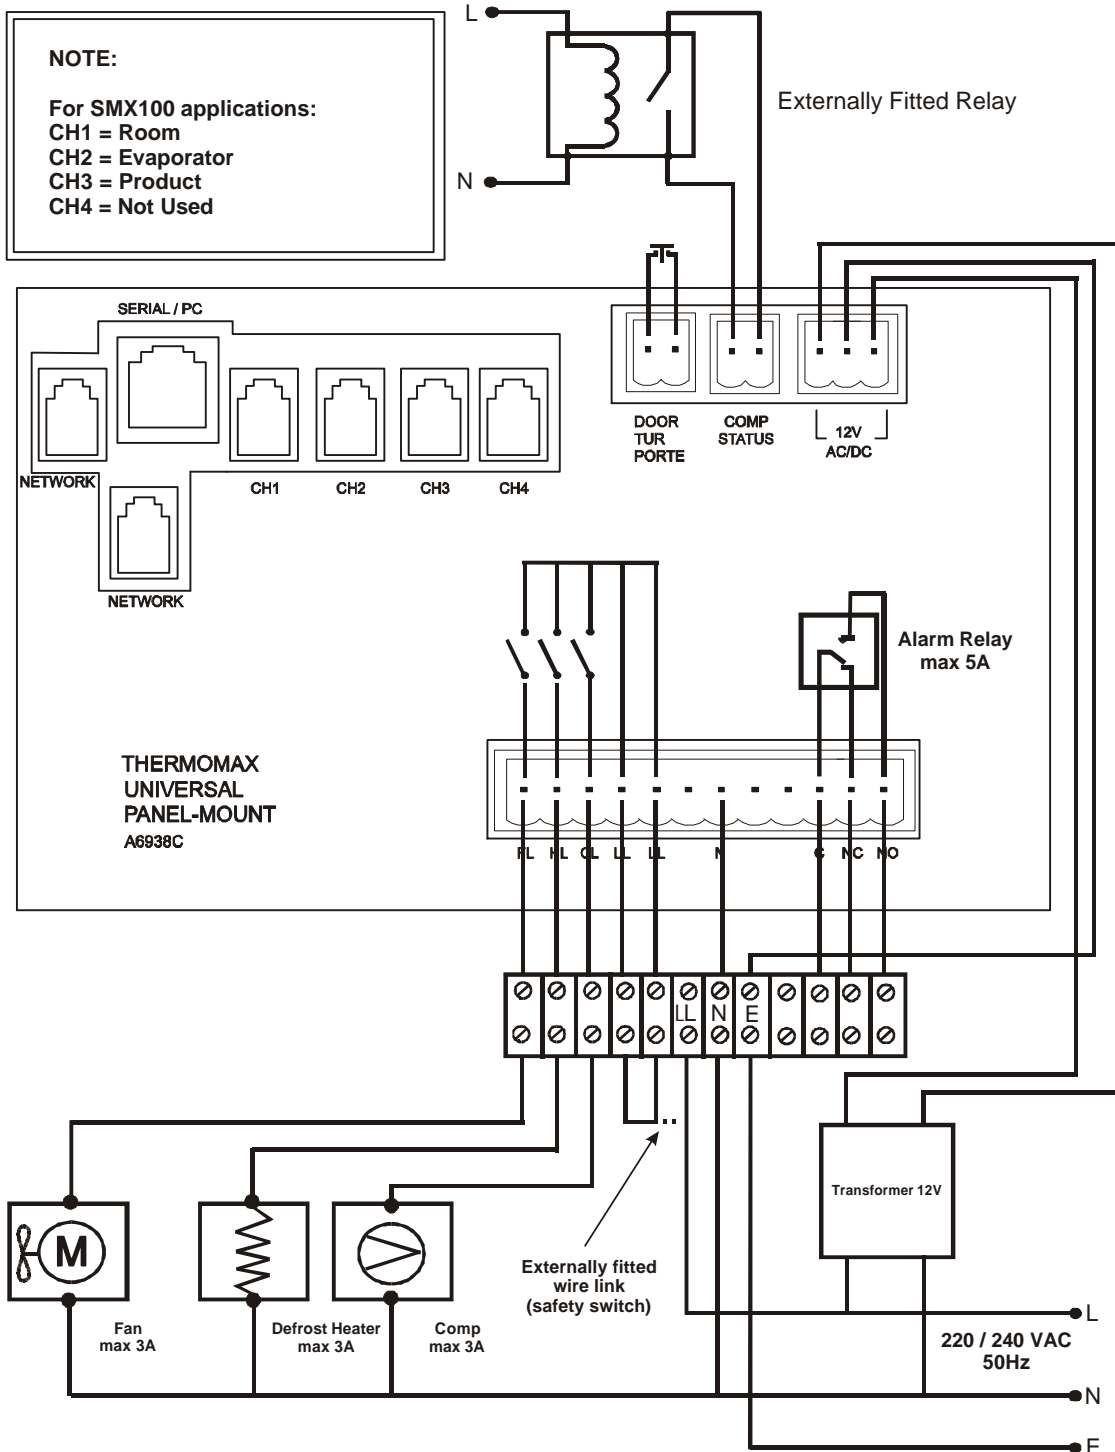 L
NOTE:
For SMX100 applications:
CH1 = Room
CH2 = Evaporator
CH3 = Product
CH4 = Not Used
Externally Fitted Relay
N
SERIAL / PC
NETWORK
CH1
CH2
CH3
CH4
NETWORK
DOOR
TUR
PORTE
COMP
STATUS
12V
AC/DC
Alarm Relay
max 5A
THERMOMAX
UNIVERSAL
PANEL-MOUNT
A6938C
FL HL CL LL LL N C NC NO
LL N E
Transformer 12V
M
Externally fitted
wire link
(safety switch)
Fan
max 3A
Defrost Heater
max 3A
Comp
max 3A
L
220 / 240 VAC
50Hz
N
E